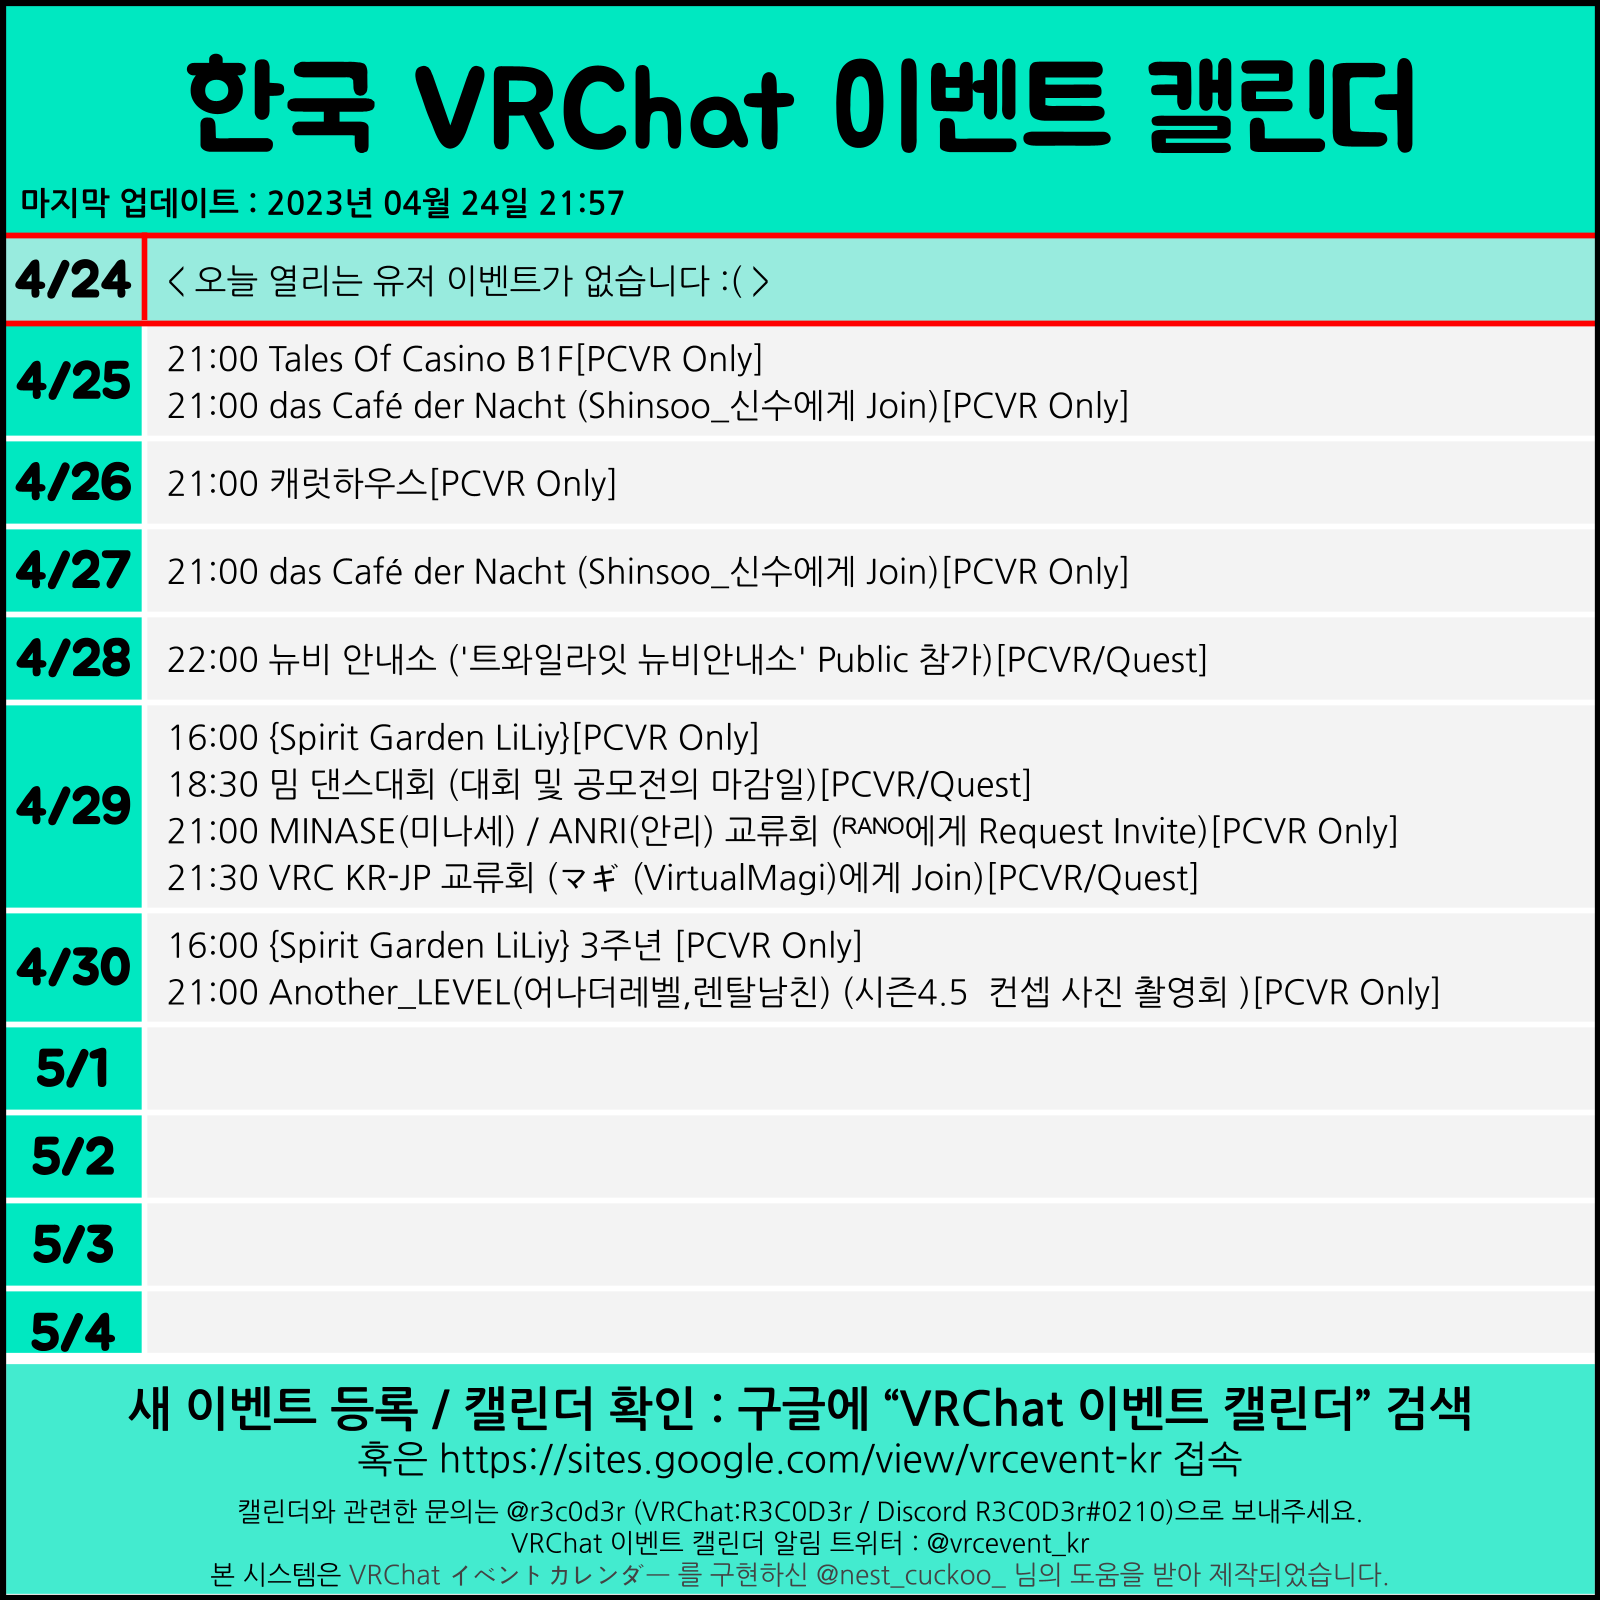 한국 VRChat 이벤트 캘린더
마지막 업데이트 : 2023년 04월 24일 21:57
4/24
< 오늘 열리는 유저 이벤트가 없습니다 :( >
4/25
21:00 Tales Of Casino B1F[PCVR Only]
21:00 das Café der Nacht (Shinsoo_신수에게 Join)[PCVR Only]
4/26
21:00 캐럿하우스[PCVR Only]
4/27
21:00 das Café der Nacht (Shinsoo_신수에게 Join)[PCVR Only]
4/28
22:00 뉴비 안내소 ('트와일라잇 뉴비안내소' Public 참가)[PCVR/Quest]
4/29
16:00 {Spirit Garden LiLiy}[PCVR Only]
18:30 밈 댄스대회 (대회 및 공모전의 마감일)[PCVR/Quest]
21:00 MINASE(미나세) / ANRI(안리) 교류회 (ᴿᴬᴺᴼ에게 Request Invite)[PCVR Only]
21:30 VRC KR-JP 교류회 (マギ (VirtualMagi)에게 Join)[PCVR/Quest]
4/30
16:00 {Spirit Garden LiLiy} 3주년 [PCVR Only]
21:00 Another_LEVEL(어나더레벨,렌탈남친) (시즌4.5  컨셉 사진 촬영회 )[PCVR Only]
5/1
5/2
5/3
5/4
새 이벤트 등록 / 캘린더 확인 : 구글에 “VRChat 이벤트 캘린더” 검색
혹은 https://sites.google.com/view/vrcevent-kr 접속
캘린더와 관련한 문의는 @r3c0d3r (VRChat:R3C0D3r / Discord R3C0D3r#0210)으로 보내주세요.
VRChat 이벤트 캘린더 알림 트위터 : @vrcevent_kr
본 시스템은 VRChat イベントカレンダー 를 구현하신 @nest_cuckoo_ 님의 도움을 받아 제작되었습니다.